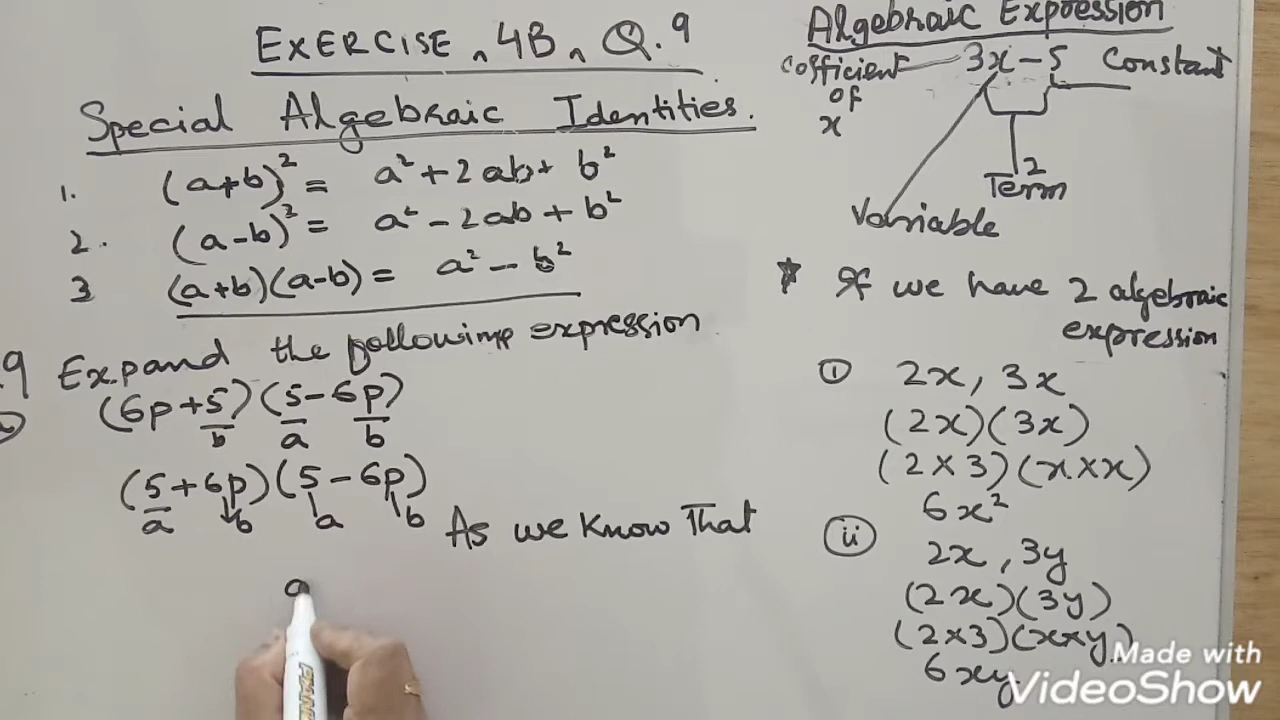 EXERCISE, 4B, Q.9
Special Algebraic Identities.
1. (a+b)² = a² + 2ab + b²
2. (a-b)² = a² - 2ab + b²
3 (a+b)(a-b) = a² - b²
.9 Expand the following expression
(6p+5)(5-6p)
b a b
(5+6p)(5-6p)
a b a b
As we know That
a
Algebraic Expression
cofficient of x
3x-5 Constant
2 Term
Variable
* If we have 2 algebraic
expression
i 2x, 3x
(2x)(3x)
(2×3)(x×x)
6x²
ii 2x, 3y
(2x)(3y)
(2×3)(x×y)
6xy
Made with
VideoShow